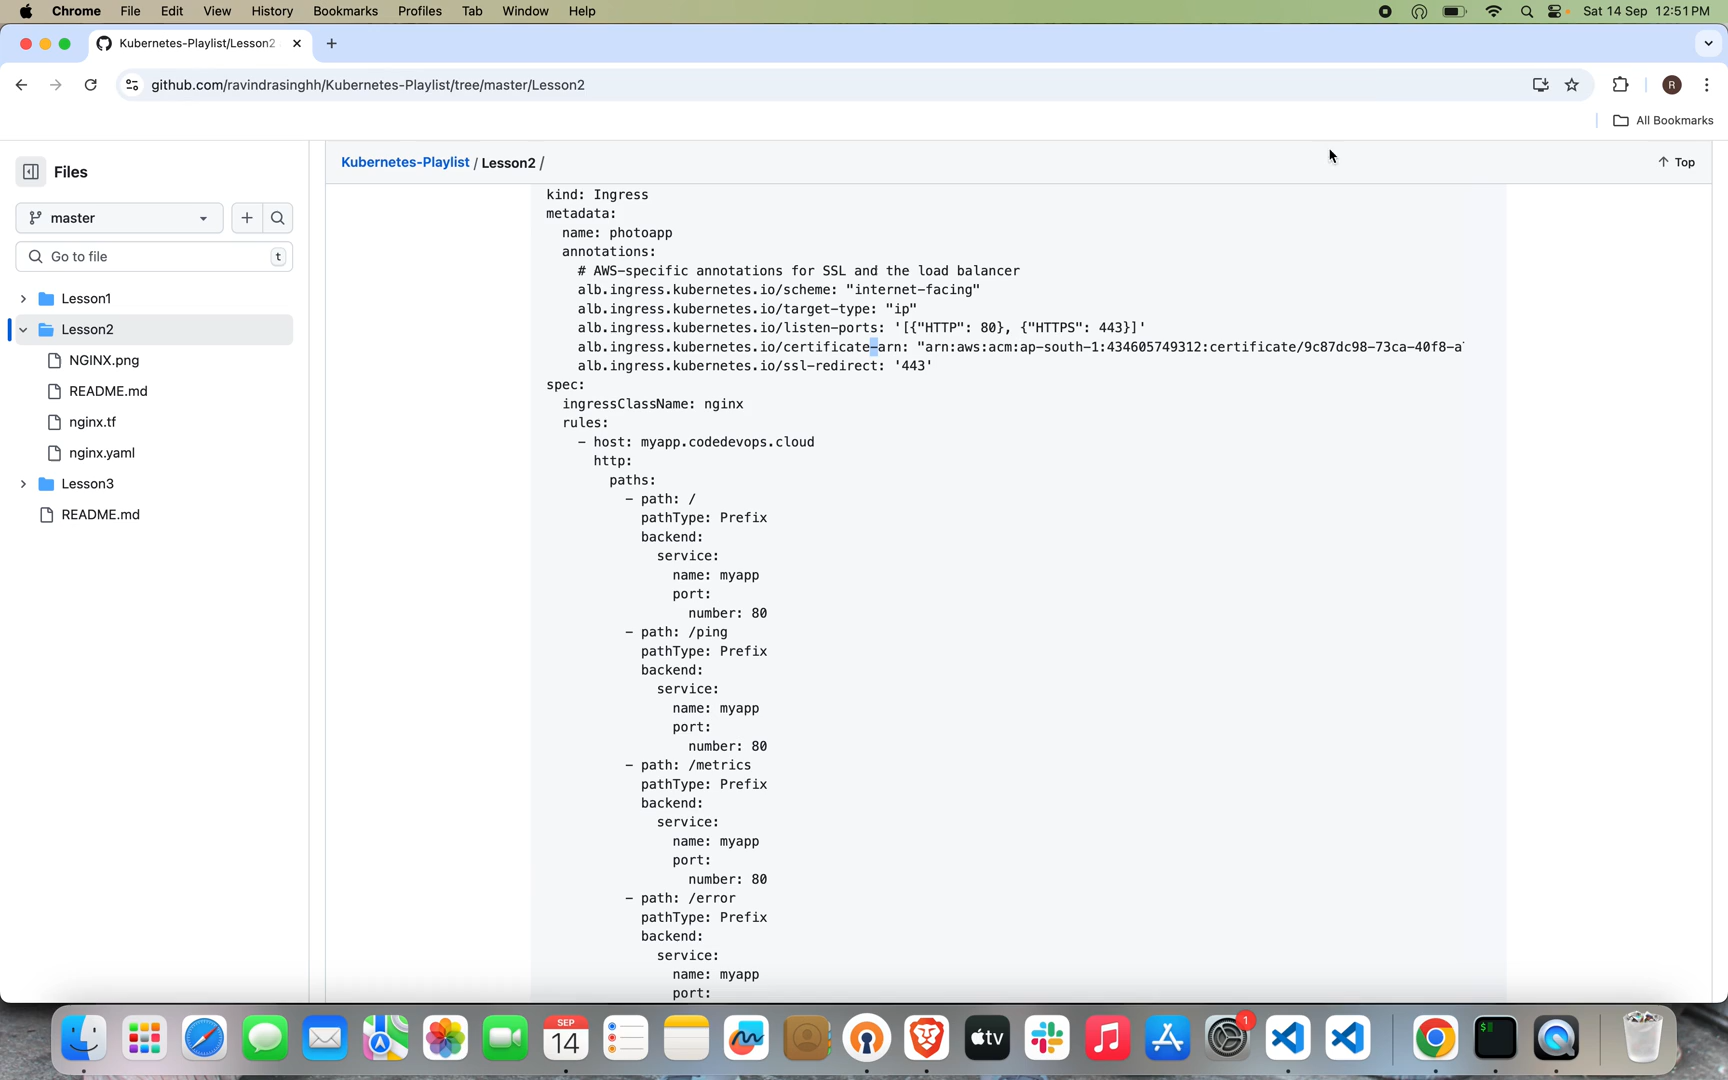 Chrome File Edit View History Bookmarks Profiles Tab Window Help Sat 14 Sep 12:51 PM
Kubernetes-Playlist/Lesson2
github.com/ravindrasinghh/Kubernetes-Playlist/tree/master/Lesson2 R
All Bookmarks
Files
master
Go to file t
Lesson1
Lesson2
NGINX.png
README.md
nginx.tf
nginx.yaml
Lesson3
README.md
Kubernetes-Playlist / Lesson2 / Top
kind: Ingress
metadata:
name: photoapp
annotations:
# AWS-specific annotations for SSL and the load balancer
alb.ingress.kubernetes.io/scheme: "internet-facing"
alb.ingress.kubernetes.io/target-type: "ip"
alb.ingress.kubernetes.io/listen-ports: '[{"HTTP": 80}, {"HTTPS": 443}]'
alb.ingress.kubernetes.io/certificate-arn: "arn:aws:acm:ap-south-1:434605749312:certificate/9c87dc98-73ca-40f8-a
alb.ingress.kubernetes.io/ssl-redirect: '443'
spec:
ingressClassName: nginx
rules:
- host: myapp.codedevops.cloud
http:
paths:
- path: /
pathType: Prefix
backend:
service:
name: myapp
port:
number: 80
- path: /ping
pathType: Prefix
backend:
service:
name: myapp
port:
number: 80
- path: /metrics
pathType: Prefix
backend:
service:
name: myapp
port:
number: 80
- path: /error
pathType: Prefix
backend:
service:
name: myapp
port:
SEP
14
tv
1
$